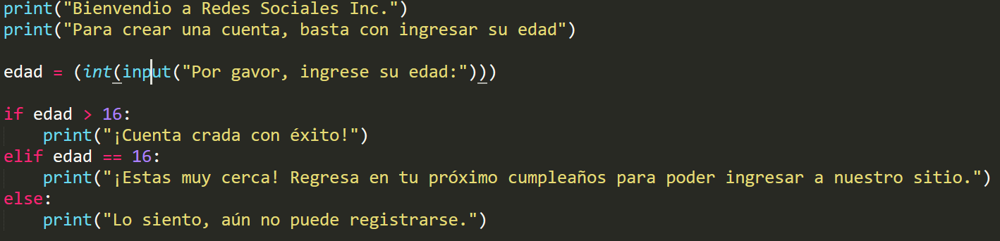 print("Bienvendio a Redes Sociales Inc.")
print("Para crear una cuenta, basta con ingresar su edad")
edad = (int(input("Por gavor, ingrese su edad:")))
if edad > 16:
    print("¡Cuenta crada con éxito!")
elif edad == 16:
    print("¡Estas muy cerca! Regresa en tu próximo cumpleaños para poder ingresar a nuestro sitio.")
else:
    print("Lo siento, aún no puede registrarse.")